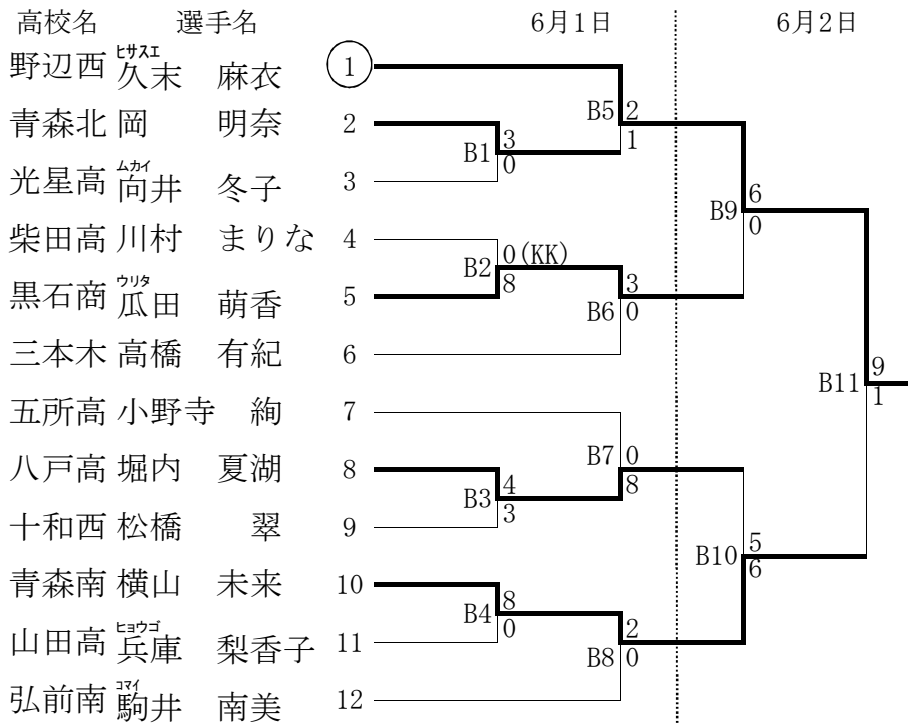 高校名 選手名 6月1日 6月2日
野辺西 久末 麻衣 1
ヒサスエ
B5 2
1
青森北 岡 明奈 2
B1 3
0
光星高 向井 冬子 3
ムカイ
B9 6
0
柴田高 川村 まりな 4
B2 0(KK)
8
黒石商 瓜田 萌香 5
ウリタ
B6 3
0
三本木 高橋 有紀 6
B11 9
1
五所高 小野寺 絢 7
B7 0
8
八戸高 堀内 夏湖 8
B3 4
3
十和西 松橋 翠 9
B10 5
6
青森南 横山 未来 10
B4 8
0
山田高 兵庫 梨香子 11
ヒョウゴ
B8 2
0
弘前南 駒井 南美 12
コマイ